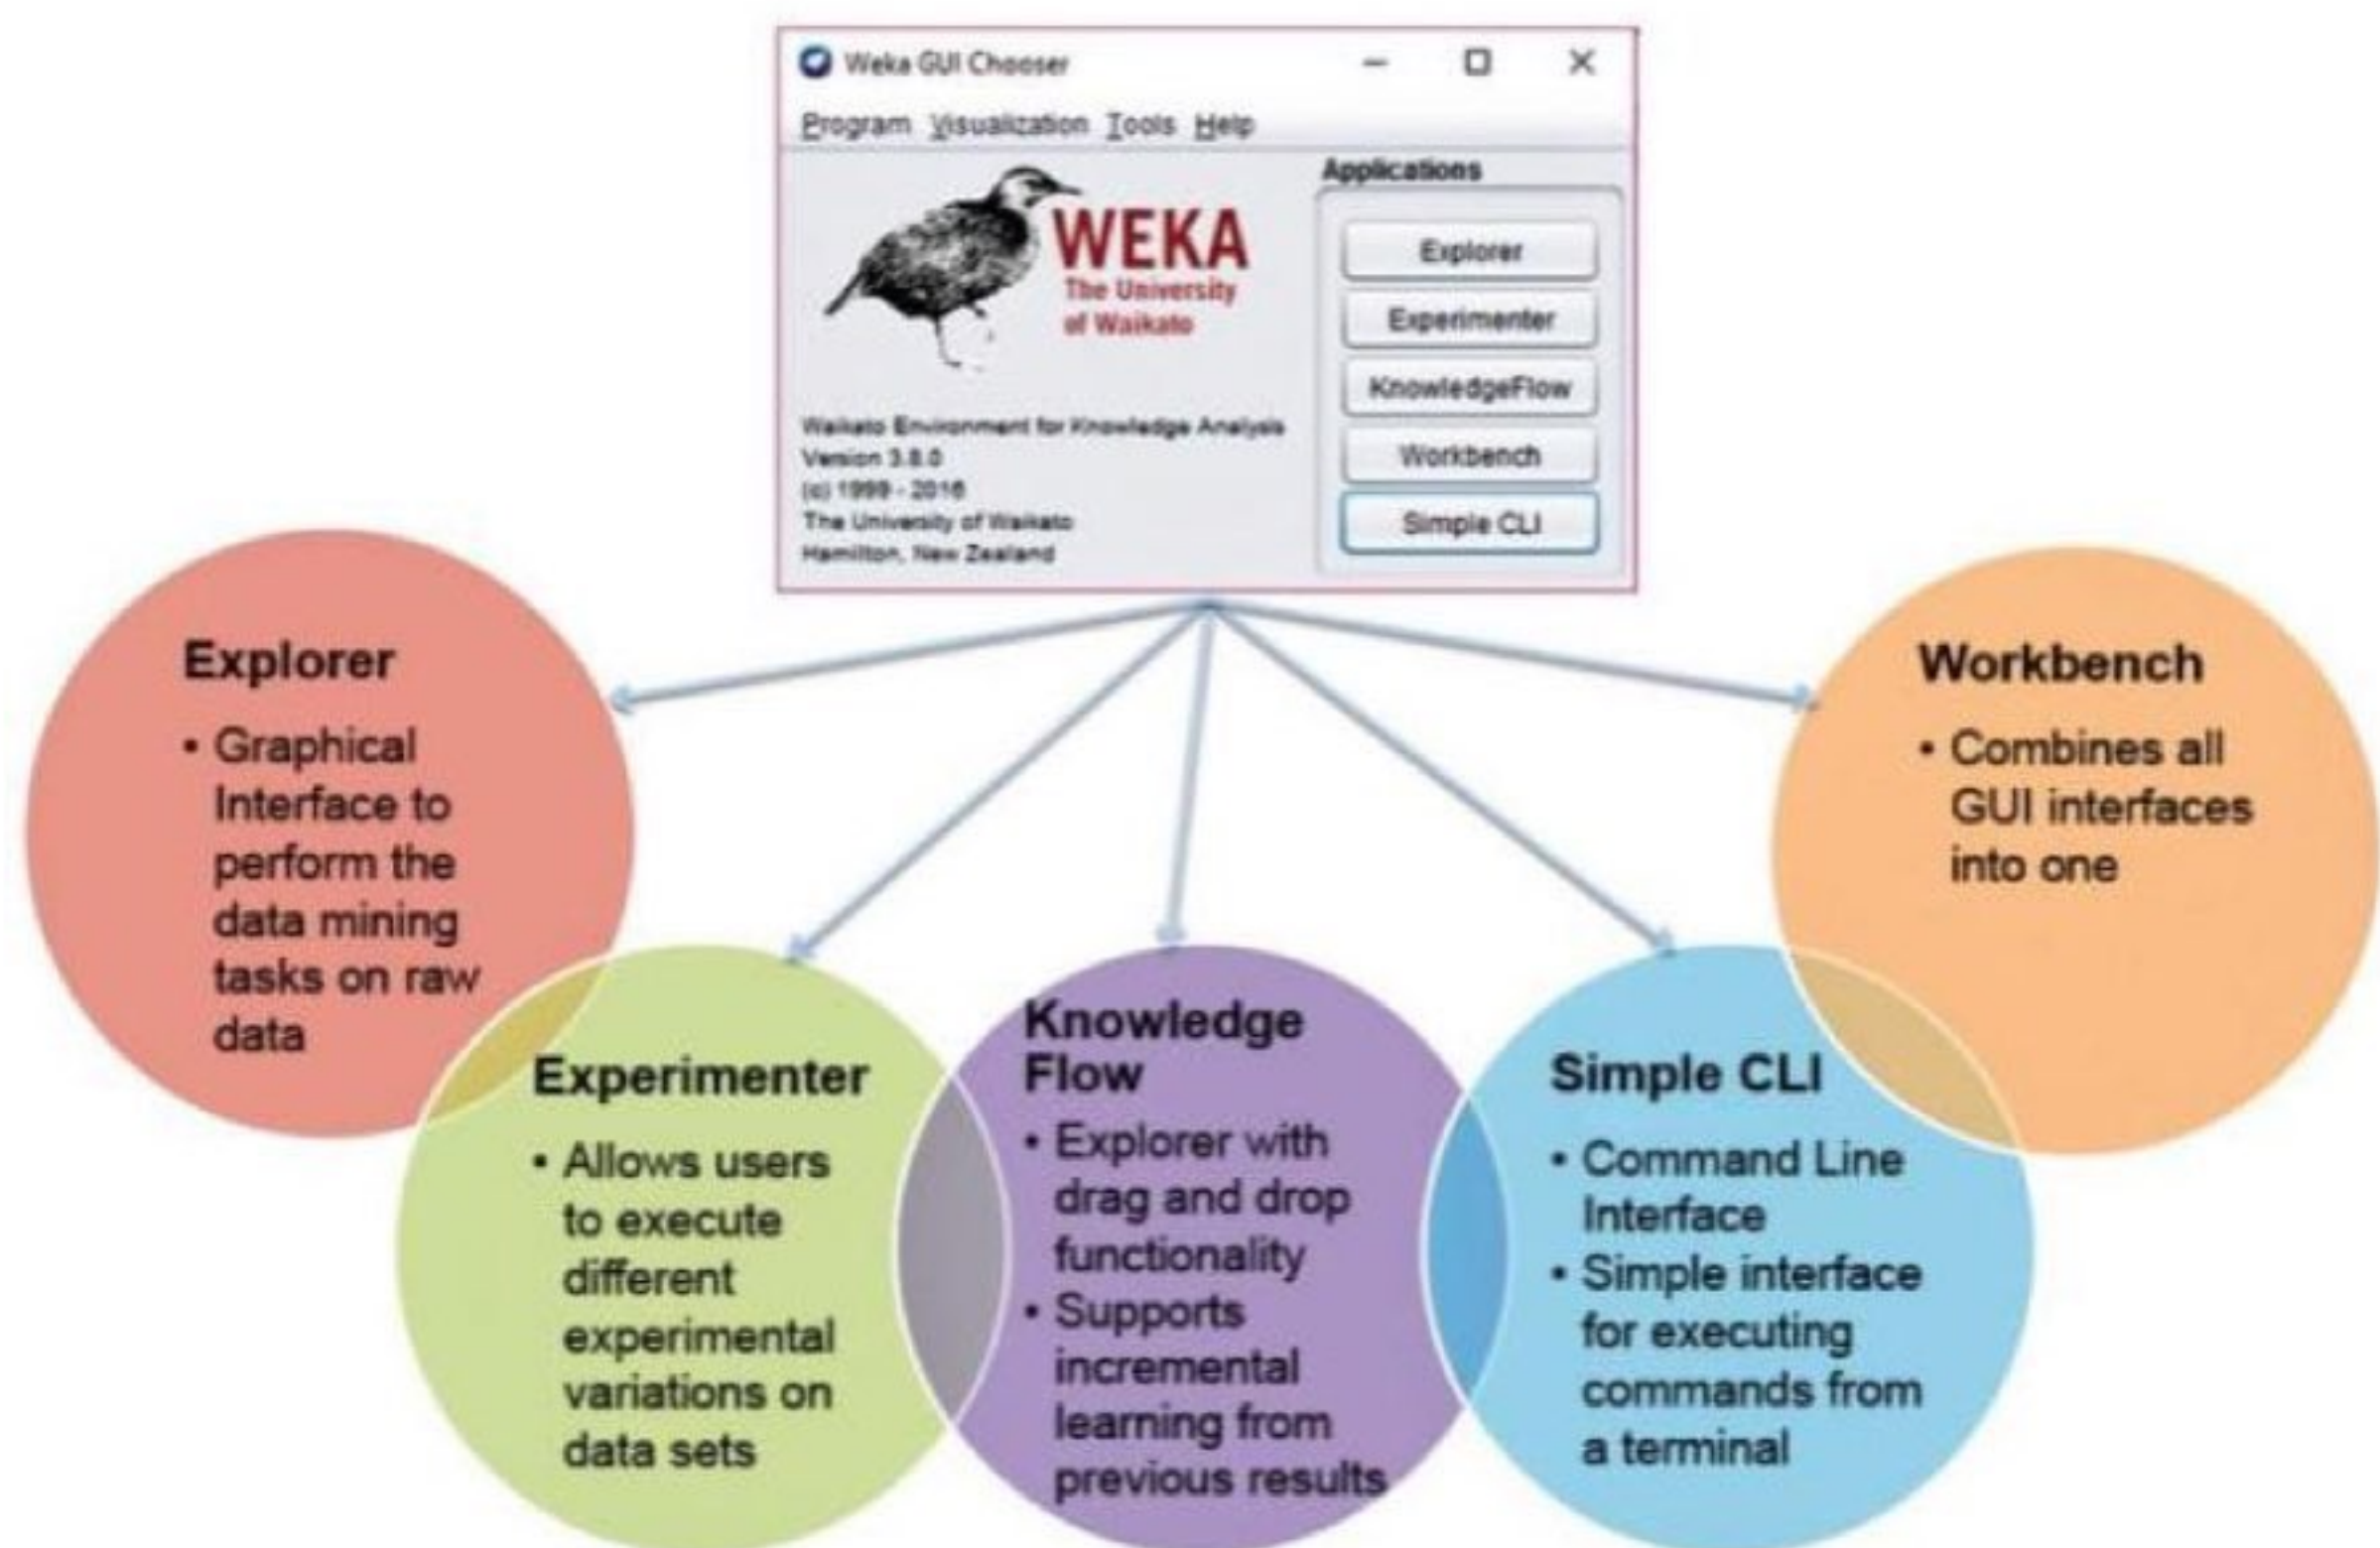 Weka GUI Chooser
Program Visualization Tools Help
WEKA
The University
of Waikato
Waikato Environment for Knowledge Analysis
Version 3.8.0
(c) 1999 - 2016
The University of Waikato
Hamilton, New Zealand
Applications
Explorer
Experimenter
KnowledgeFlow
Workbench
Simple CLI
Explorer
• Graphical
Interface to
perform the
data mining
tasks on raw
data
Experimenter
• Allows users
to execute
different
experimental
variations on
data sets
Knowledge
Flow
• Explorer with
drag and drop
functionality
• Supports
incremental
learning from
previous results
Simple CLI
• Command Line
Interface
• Simple interface
for executing
commands from
a terminal
Workbench
• Combines all
GUI interfaces
into one